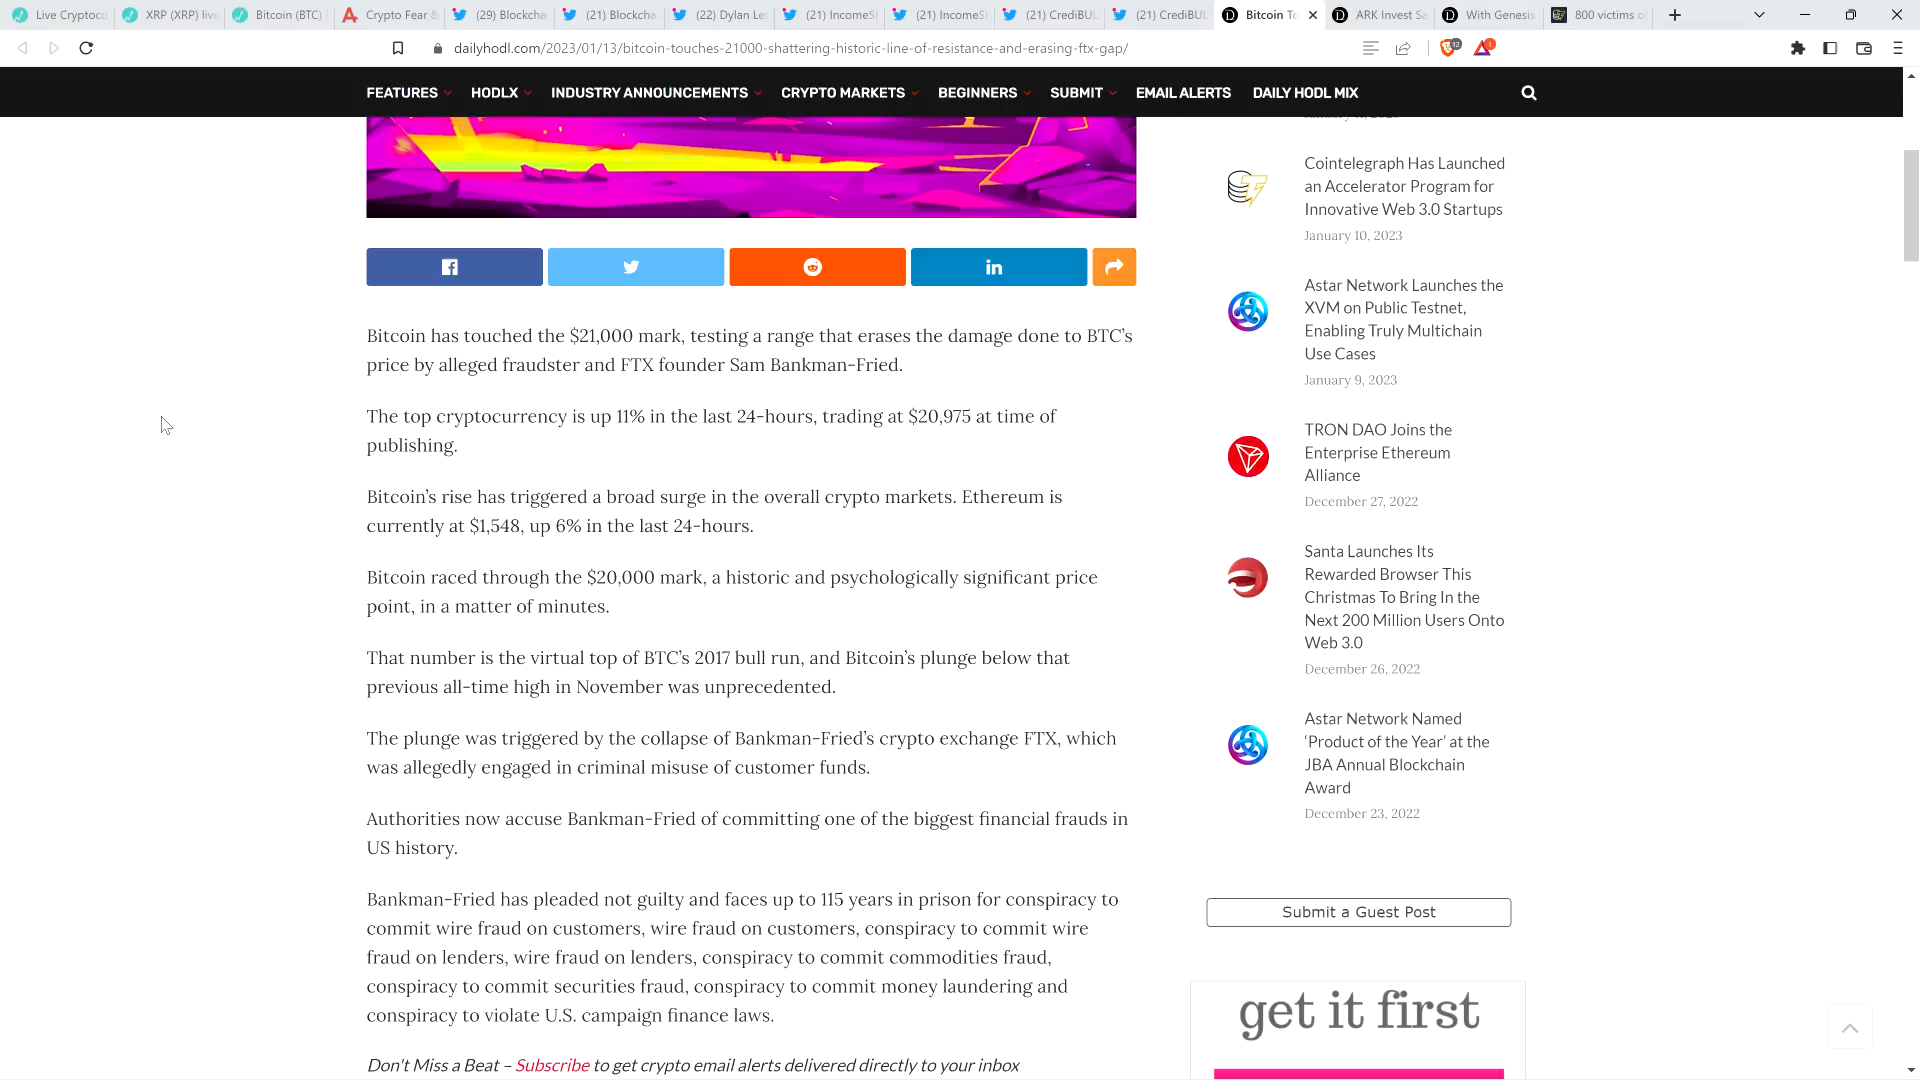 Live Cryptocu
XRP (XRP) live
Bitcoin (BTC)
Crypto Fear &
(29) Blockcha
(21) Blockcha
(22) Dylan Le
(21) IncomeS
(21) IncomeS
(21) CrediBUL
(21) CrediBUL
Bitcoin To
ARK Invest Sa
With Genesis
800 victims o
dailyhodl.com/2023/01/13/bitcoin-touches-21000-shattering-historic-line-of-resistance-and-erasing-ftx-gap/
12
1
FEATURES
HODLX
INDUSTRY ANNOUNCEMENTS
CRYPTO MARKETS
BEGINNERS
SUBMIT
EMAIL ALERTS
DAILY HODL MIX
Bitcoin has touched the $21,000 mark, testing a range that erases the damage done to BTC’s
price by alleged fraudster and FTX founder Sam Bankman-Fried.
The top cryptocurrency is up 11% in the last 24-hours, trading at $20,975 at time of
publishing.
Bitcoin’s rise has triggered a broad surge in the overall crypto markets. Ethereum is
currently at $1,548, up 6% in the last 24-hours.
Bitcoin raced through the $20,000 mark, a historic and psychologically significant price
point, in a matter of minutes.
That number is the virtual top of BTC’s 2017 bull run, and Bitcoin’s plunge below that
previous all-time high in November was unprecedented.
The plunge was triggered by the collapse of Bankman-Fried’s crypto exchange FTX, which
was allegedly engaged in criminal misuse of customer funds.
Authorities now accuse Bankman-Fried of committing one of the biggest financial frauds in
US history.
Bankman-Fried has pleaded not guilty and faces up to 115 years in prison for conspiracy to
commit wire fraud on customers, wire fraud on customers, conspiracy to commit wire
fraud on lenders, wire fraud on lenders, conspiracy to commit commodities fraud,
conspiracy to commit securities fraud, conspiracy to commit money laundering and
conspiracy to violate U.S. campaign finance laws.
Don't Miss a Beat – Subscribe to get crypto email alerts delivered directly to your inbox
Cointelegraph Has Launched
an Accelerator Program for
Innovative Web 3.0 Startups
January 10, 2023
Astar Network Launches the
XVM on Public Testnet,
Enabling Truly Multichain
Use Cases
January 9, 2023
TRON DAO Joins the
Enterprise Ethereum
Alliance
December 27, 2022
Santa Launches Its
Rewarded Browser This
Christmas To Bring In the
Next 200 Million Users Onto
Web 3.0
December 26, 2022
Astar Network Named
‘Product of the Year’ at the
JBA Annual Blockchain
Award
December 23, 2022
Submit a Guest Post
get it first